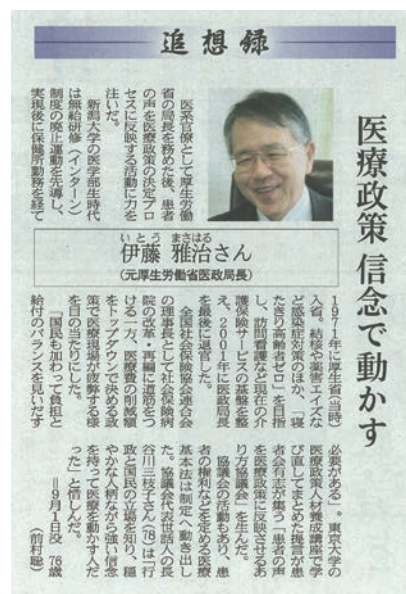 追想録
医療政策 信念で動かす
いとう まさはる
伊藤 雅治さん
(元厚生労働省医政局長)
医系官僚として厚生労働
省の局長を務めた後、患者
の声を医療政策の決定プロ
セスに反映する活動に力を
注いだ。
新潟大学の医学部生時代
は無給研修(インターン)
制度の廃止運動を先導し、
実現後に保健所勤務を経て
1971年に厚生省(当時)
入省。結核や薬害エイズな
ど感染症対策のほか、「寝
たきり高齢者ゼロ」を目指
し、訪問看護など現在の介
護保険サービスの基盤を整
え、2001年に医政局長
を最後に退官した。
全国社会保険協会連合会
の理事長として社会保険病
院の改革・再編に道筋をつ
ける一方、医療費の削減額
をトップダウンで決める政
策で医療現場が疲弊する様
を目の当たりにした。
「国民も加わって負担と
給付のバランスを見いだす
必要がある」。東京大学の
医療政策人材養成講座で学
び直してまとめた提言が患
者会有志が集う「患者の声
を医療政策に反映させるあ
り方協議会」を生んだ。
協議会の活動もあり、患
者の権利などを定める医療
基本法は制定へ動き出し
た。協議会代表世話人の長
谷川三枝子さん(78)は「行
政と国民の立場を知り、穏
やかな人柄ながら強い信念
を持って医療を動かす人だ
った」と惜しんだ。
=9月1日没 76歳
(前村聡)